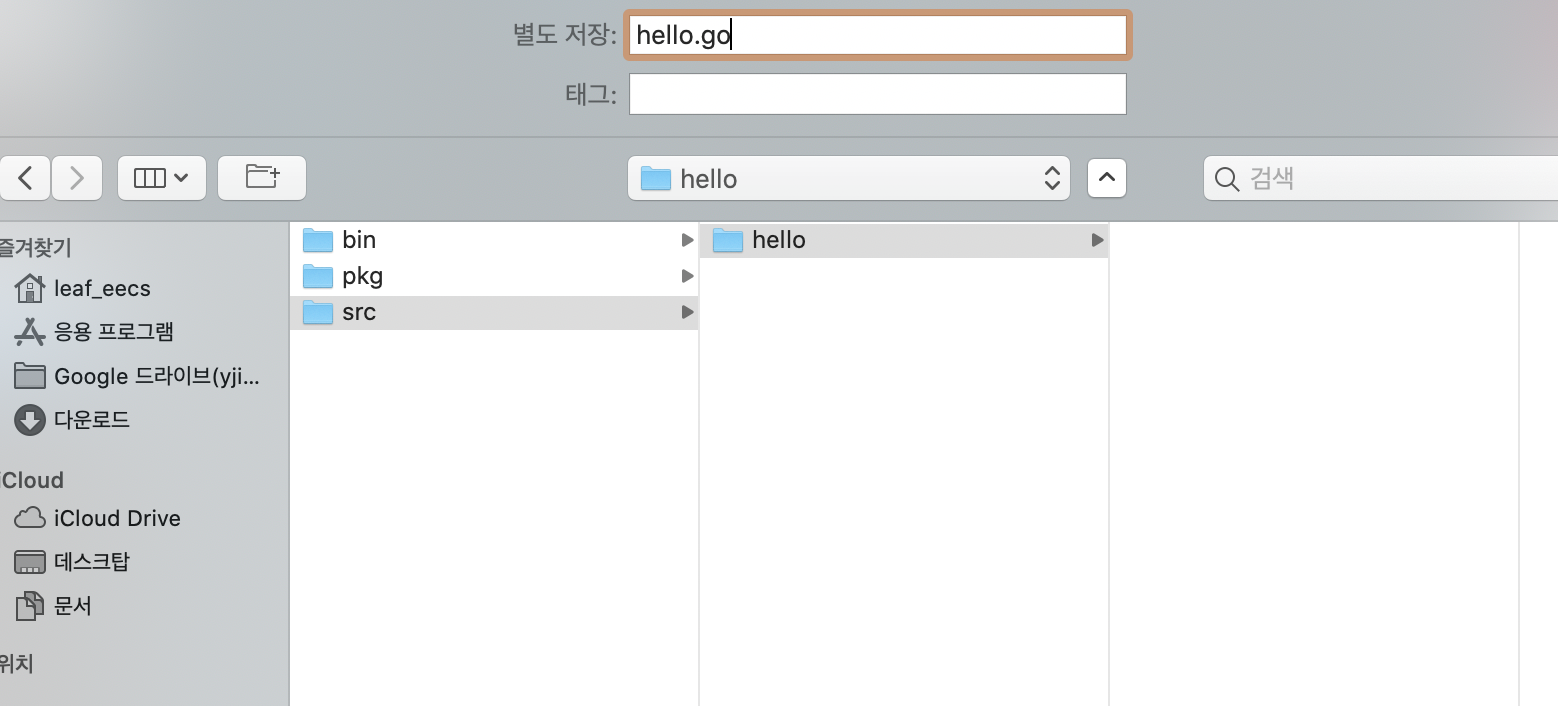 별도 저장: hello.go
태그:
hello
검색
즐겨찾기
leaf_eecs
응용 프로그램
Google 드라이브(yji...
다운로드
iCloud
iCloud Drive
데스크탑
문서
위치
bin
pkg
src
hello